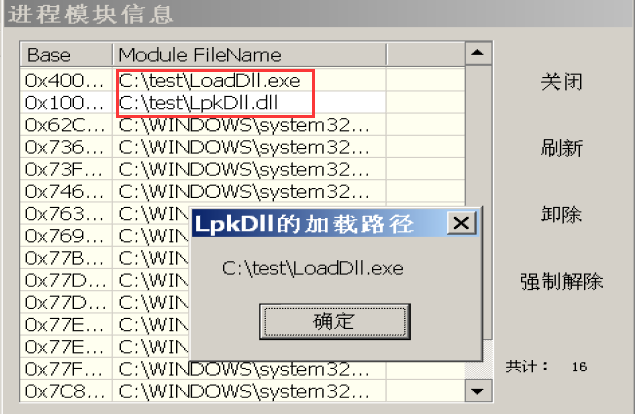 进程模块信息
Base Module FileName
0x400... C:\test\LoadDll.exe
0x100... C:\test\LpkDll.dll
0x62C... C:\WINDOWS\system32...
0x736... C:\WINDOWS\system32...
0x73F... C:\WINDOWS\system32...
0x746... C:\WINDOWS\system32...
0x763... C:\WIN
0x769... C:\WIN
0x77B... C:\WIN
0x77D... C:\WIN
0x77D... C:\WIN
0x77E... C:\WIN
0x77E... C:\WIN
0x77F... C:\WINDOWS\system32...
0x7C8... C:\WINDOWS\system32...
LpkDll的加载路径
C:\test\LoadDll.exe
确定
关闭
刷新
卸除
强制解除
共计： 16